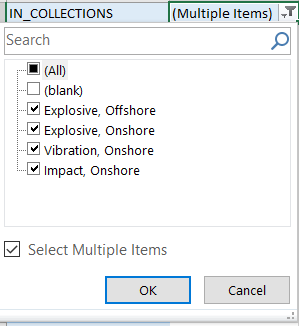 IN_COLLECTIONS (Multiple Items)
Search
(All)
(blank)
Explosive, Offshore
Explosive, Onshore
Vibration, Onshore
Impact, Onshore
Select Multiple Items
OK Cancel